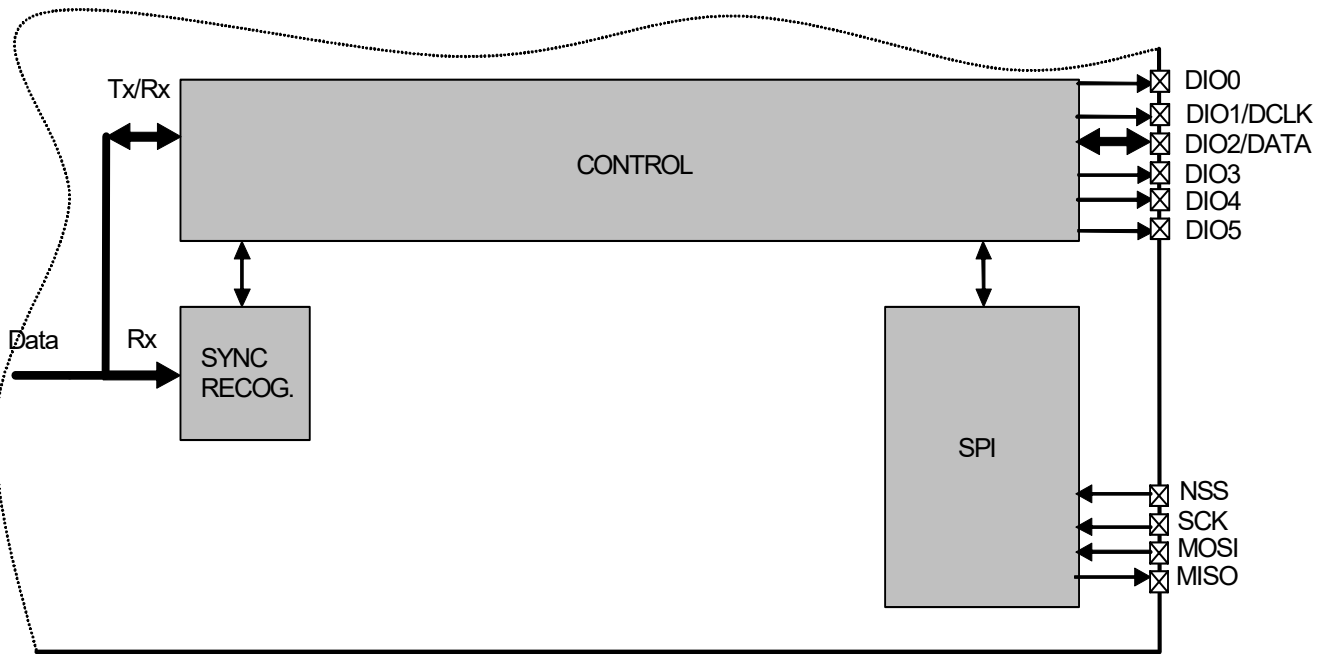 Tx/Rx
CONTROL
DIO0
DIO1/DCLK
DIO2/DATA
DIO3
DIO4
DIO5
Data
Rx
SYNC
RECOG.
SPI
NSS
SCK
MOSI
MISO